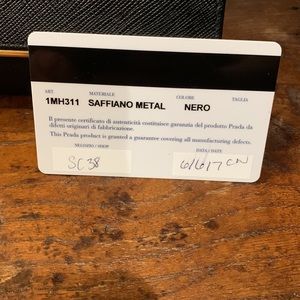 ART. MATERIALE COLORE TAGLIA
1MH311 SAFFIANO METAL NERO
Il presente certificato di autenticità costituisce garanzia del prodotto Prada da
difetti originari di fabbricazione.
This Prada product is granted a guarantee covering all manufacturing defects.
NEGOZIO / SHOP DATA / DATE
SC38 6/6/17 CN